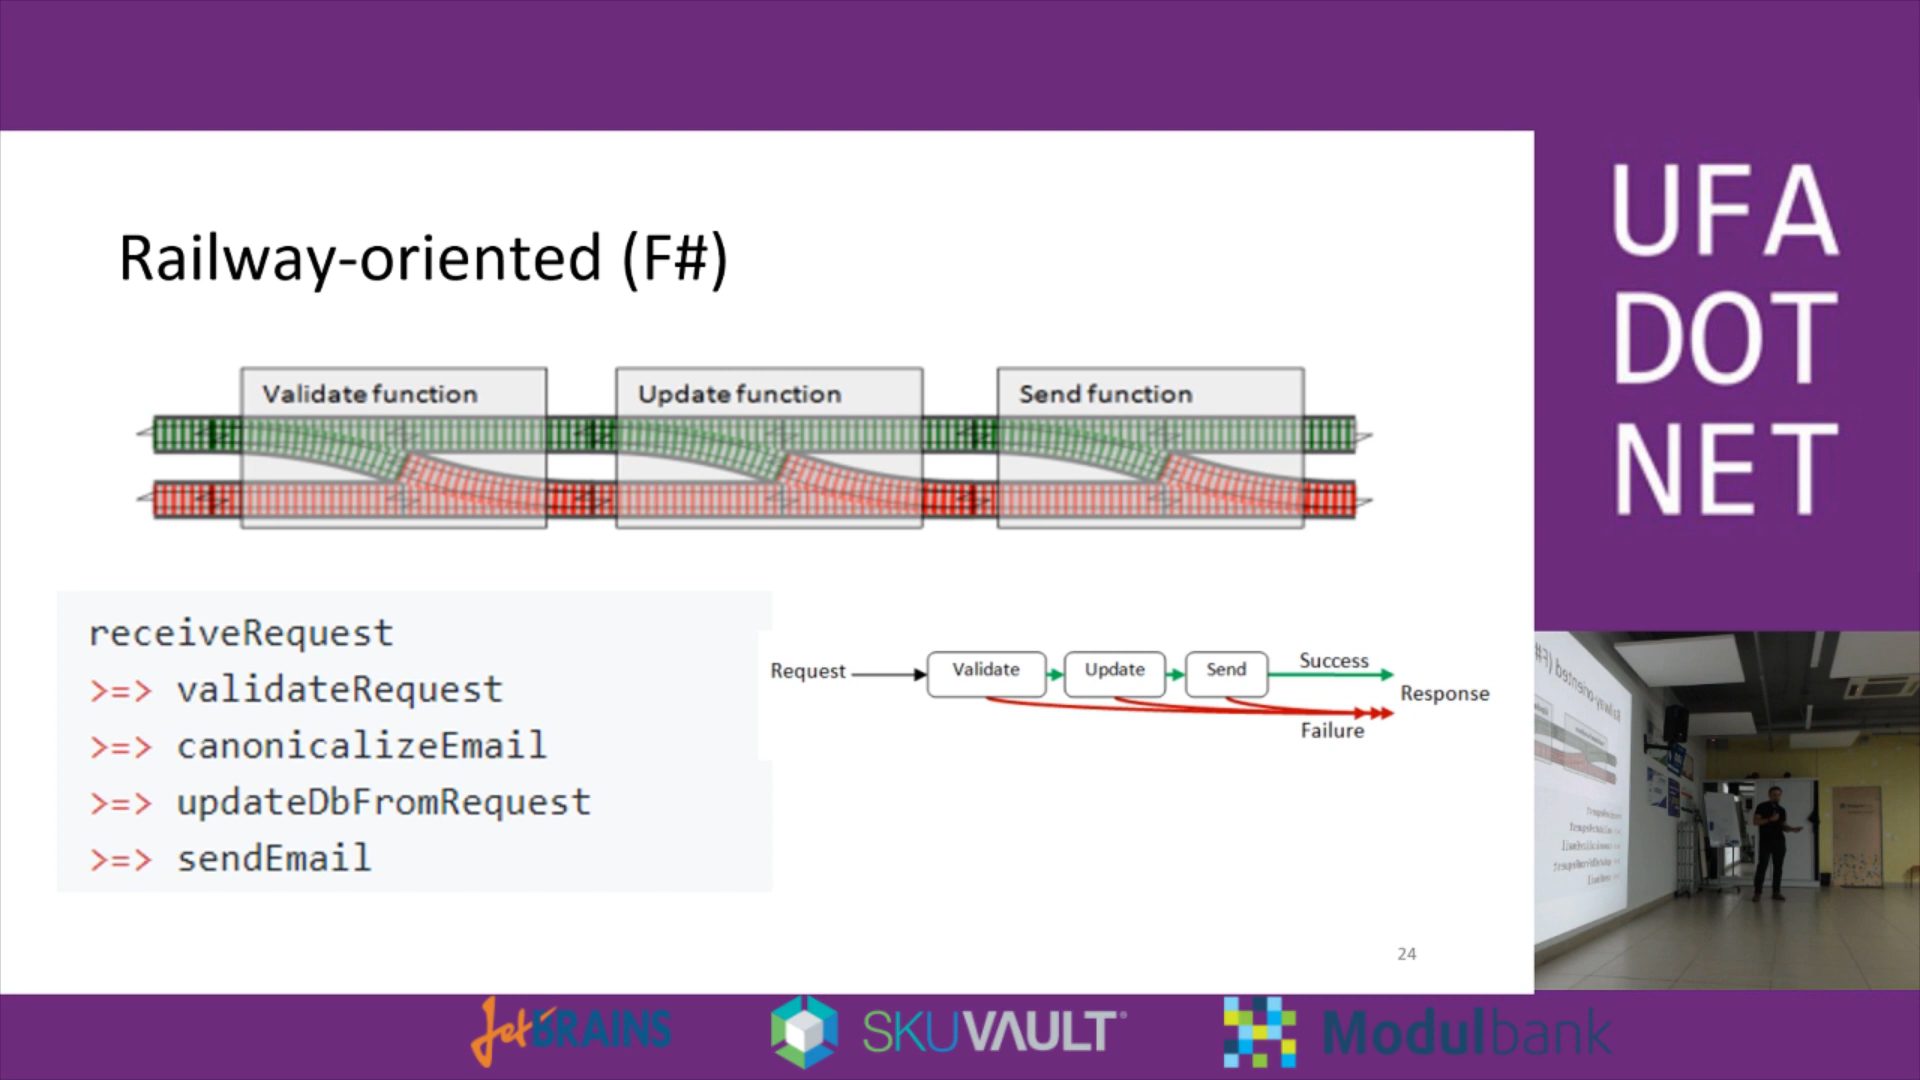 Railway-oriented (F#)
Validate function
Update function
Send function
receiveRequest
>=> validateRequest
>=> canonicalizeEmail
>=> updateDbFromRequest
>=> sendEmail
Request
Validate
Update
Send
Success
Response
Failure
24
UFA
DOT
NET
JetBRAINS
SKUVAULT®
Modulbank